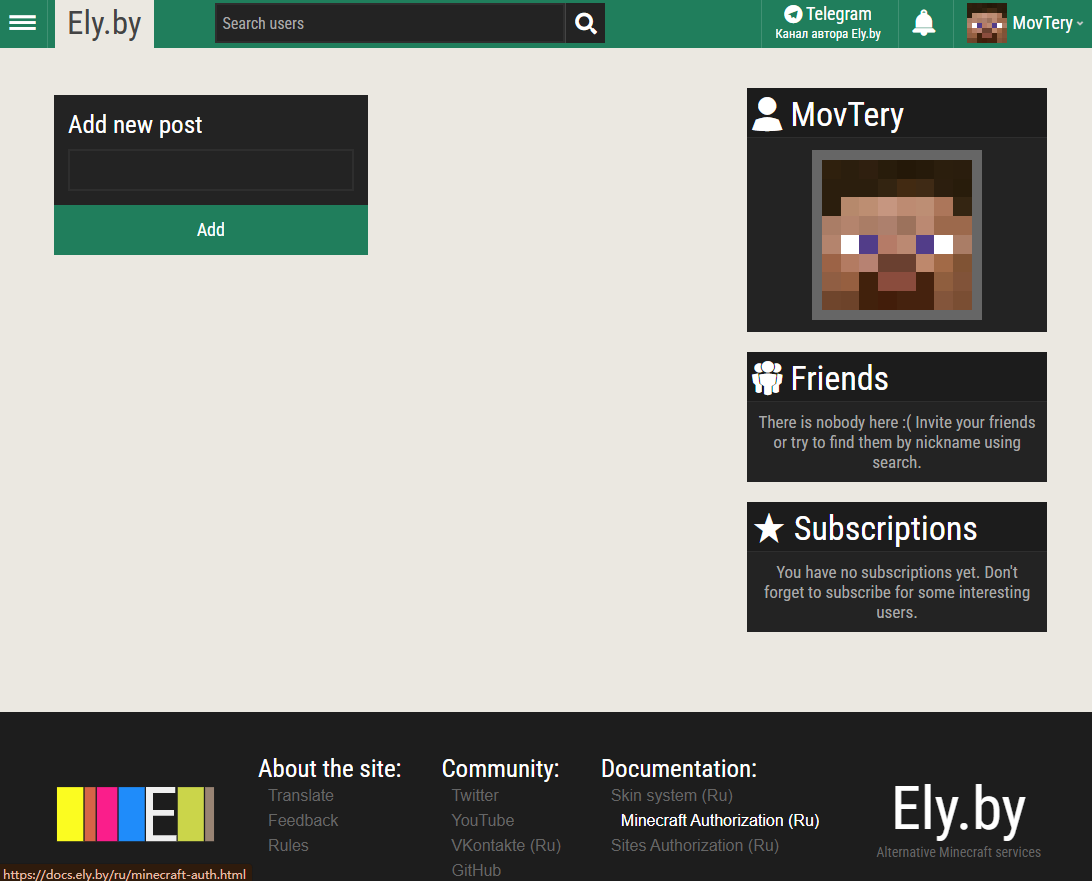 Ely.by
Search users
Telegram
Канал автора Ely.by
MovTery
Add new post
Add
MovTery
Friends
There is nobody here :( Invite your friends
or try to find them by nickname using
search.
Subscriptions
You have no subscriptions yet. Don't
forget to subscribe for some interesting
users.
E
About the site:
Translate
Feedback
Rules
Community:
Twitter
YouTube
VKontakte (Ru)
GitHub
Documentation:
Skin system (Ru)
Minecraft Authorization (Ru)
Sites Authorization (Ru)
Ely.by
Alternative Minecraft services
https://docs.ely.by/ru/minecraft-auth.html